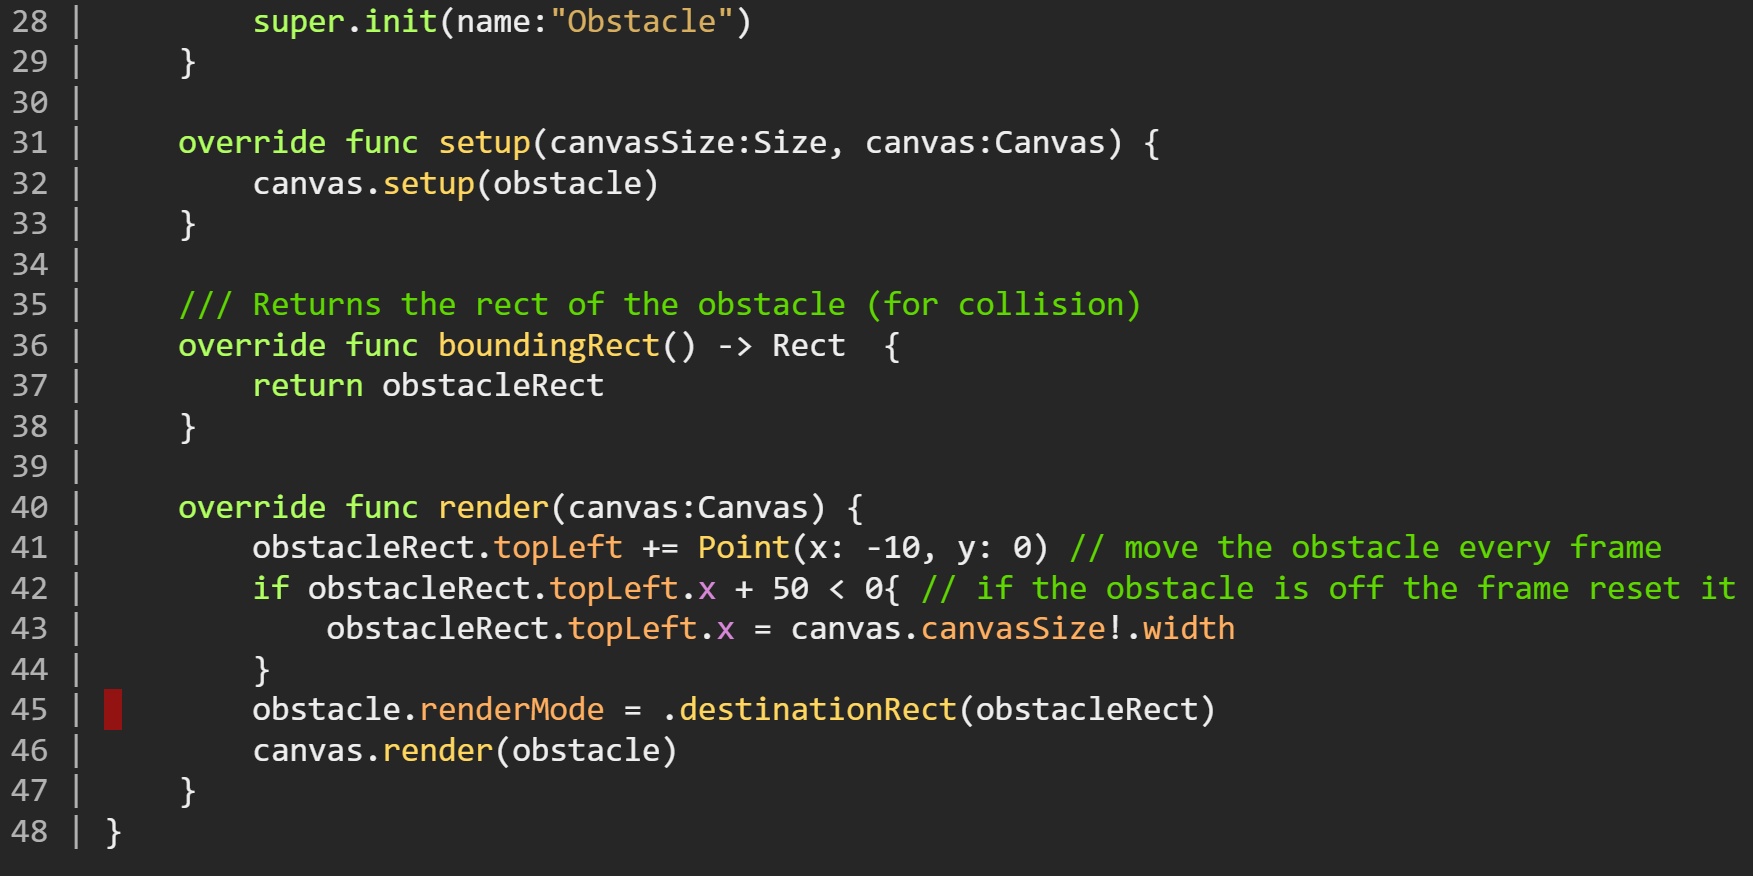 28 |         super.init(name:"Obstacle")
29 |     }
30 |
31 |     override func setup(canvasSize:Size, canvas:Canvas) {
32 |         canvas.setup(obstacle)
33 |     }
34 |
35 |     /// Returns the rect of the obstacle (for collision)
36 |     override func boundingRect() -> Rect  {
37 |         return obstacleRect
38 |     }
39 |
40 |     override func render(canvas:Canvas) {
41 |         obstacleRect.topLeft += Point(x: -10, y: 0) // move the obstacle every frame
42 |         if obstacleRect.topLeft.x + 50 < 0{ // if the obstacle is off the frame reset it
43 |             obstacleRect.topLeft.x = canvas.canvasSize!.width
44 |         }
45 |         obstacle.renderMode = .destinationRect(obstacleRect)
46 |         canvas.render(obstacle)
47 |     }
48 | }